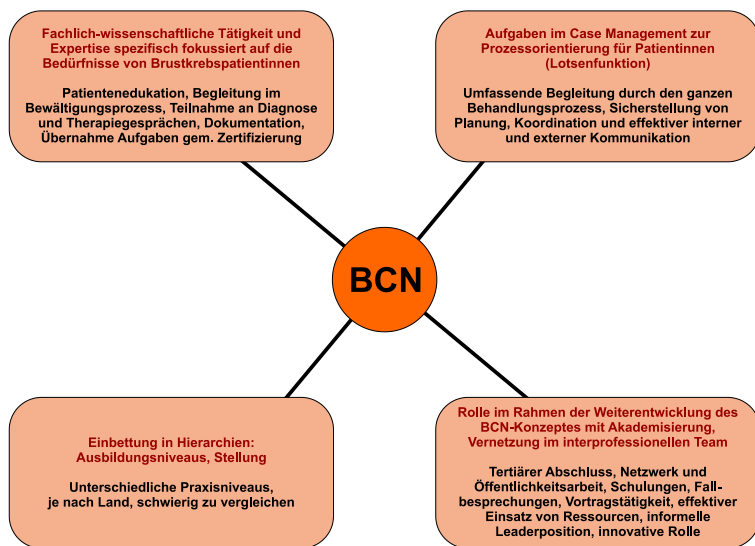 Fachlich-wissenschaftliche Tätigkeit und
Expertise spezifisch fokussiert auf die
Bedürfnisse von Brustkrebspatientinnen
Patientenedukation, Begleitung im
Bewältigungsprozess, Teilnahme an Diagnose
und Therapiegesprächen, Dokumentation,
Übernahme Aufgaben gem. Zertifizierung
Aufgaben im Case Management zur
Prozessorientierung für Patientinnen
(Lotsenfunktion)
Umfassende Begleitung durch den ganzen
Behandlungsprozess, Sicherstellung von
Planung, Koordination und effektiver interner
und externer Kommunikation
BCN
Einbettung in Hierarchien:
Ausbildungsniveaus, Stellung
Unterschiedliche Praxisniveaus,
je nach Land, schwierig zu vergleichen
Rolle im Rahmen der Weiterentwicklung des
BCN-Konzeptes mit Akademisierung,
Vernetzung im interprofessionellen Team
Tertiärer Abschluss, Netzwerk und
Öffentlichkeitsarbeit, Schulungen, Fall-
besprechungen, Vortragstätigkeit, effektiver
Einsatz von Ressourcen, informelle
Leaderposition, innovative Rolle